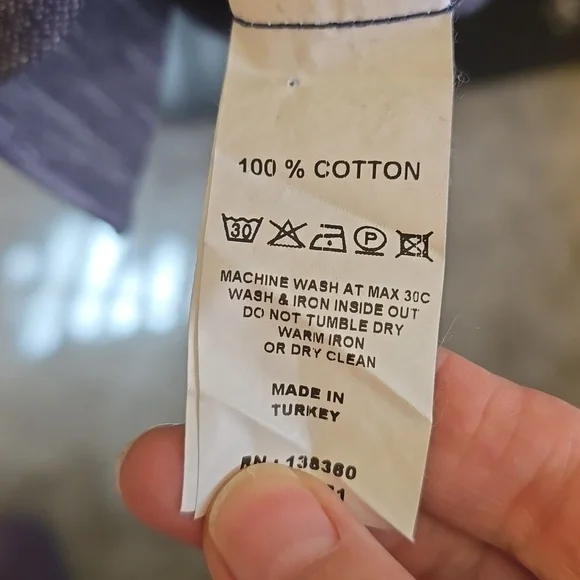 100 % COTTON
30 P
MACHINE WASH AT MAX 30C
WASH & IRON INSIDE OUT
DO NOT TUMBLE DRY
WARM IRON
OR DRY CLEAN
MADE IN
TURKEY
RN : 138360